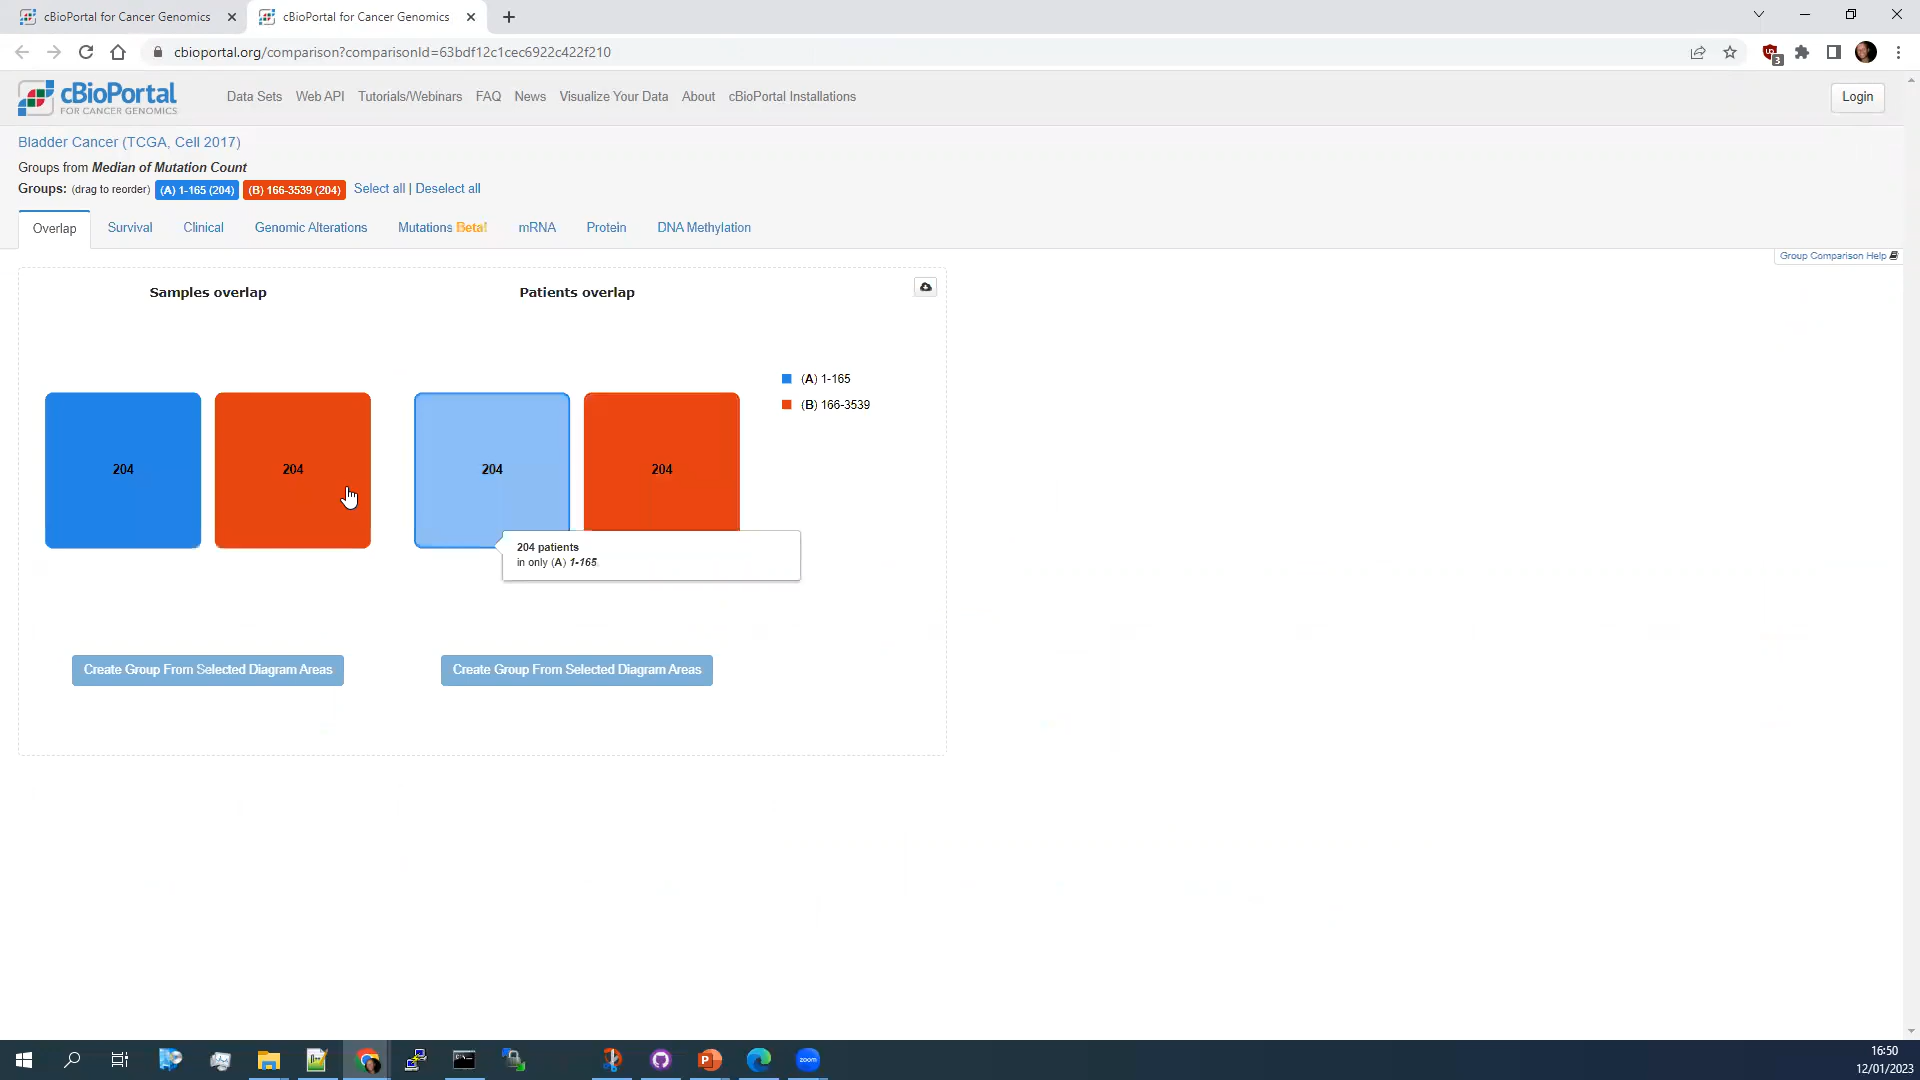 cBioPortal for Cancer Genomics
cBioPortal for Cancer Genomics
cbioportal.org/comparison?comparisonId=63bdf12c1cec6922c422f210
3
cBioPortal
FOR CANCER GENOMICS
Data Sets Web API Tutorials/Webinars FAQ News Visualize Your Data About cBioPortal Installations
Login
Bladder Cancer (TCGA, Cell 2017)
Groups from Median of Mutation Count
Groups: (drag to reorder) (A) 1-165 (204) (B) 166-3539 (204) Select all | Deselect all
Overlap Survival Clinical Genomic Alterations Mutations Beta! mRNA Protein DNA Methylation
Group Comparison Help
Samples overlap Patients overlap
(A) 1-165
(B) 166-3539
204 204 204 204
204 patients
in only (A) 1-165.
Create Group From Selected Diagram Areas Create Group From Selected Diagram Areas
zoom
16:50
12/01/2023